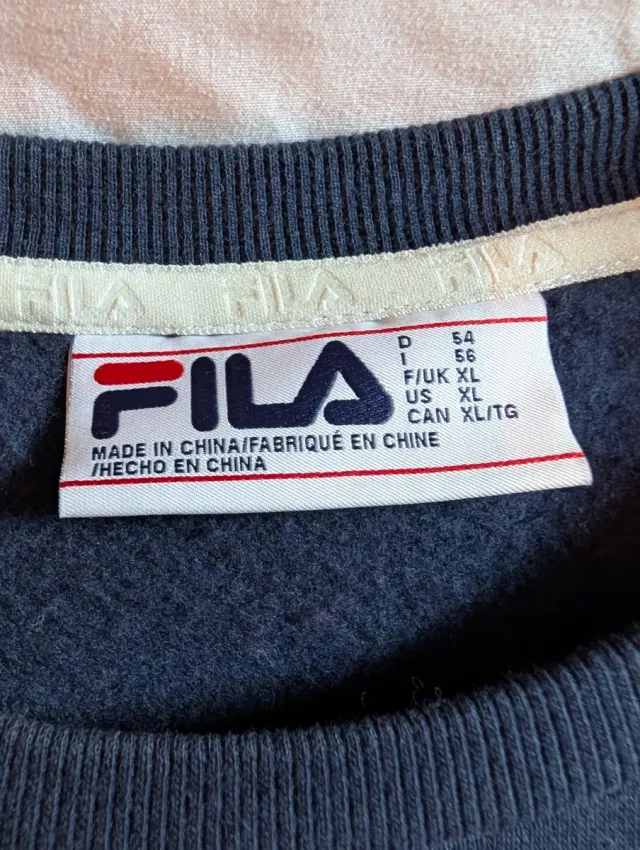 FILA FILA FILA
FILA
D 54
I 56
F/UK XL
US XL
CAN XL/TG
MADE IN CHINA/FABRIQUÉ EN CHINE
/HECHO EN CHINA